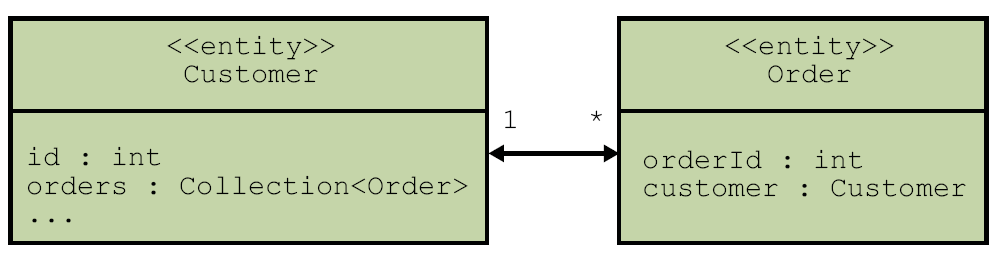 <<entity>>
Customer
id : int
orders : Collection<Order>
...
1
*
<<entity>>
Order
orderId : int
customer : Customer